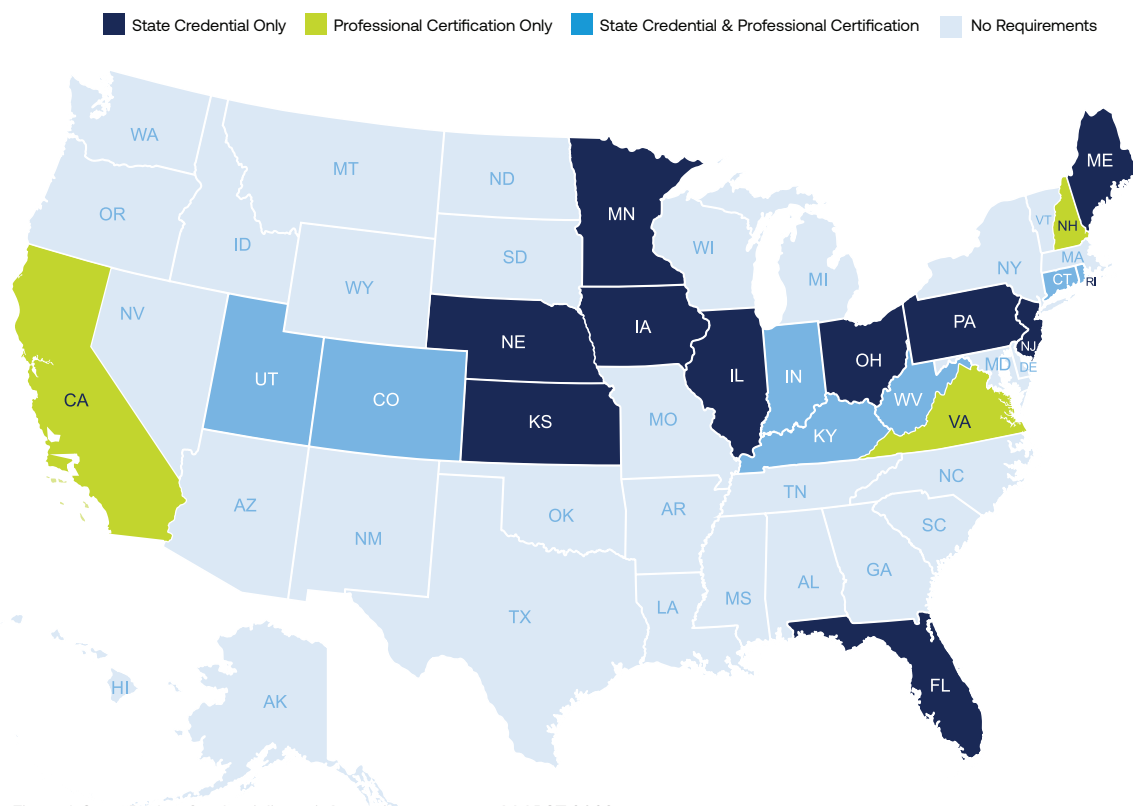 State Credential Only Professional Certification Only State Credential & Professional Certification No Requirements
WA
MT
ND
MN
ME
OR
ID
SD
WI
VT NH
WY
MI
NY
MA
CT RI
NV
NE
IA
PA
NJ
UT
CO
IL
IN
OH
MD DE
CA
KS
MO
KY
WV
VA
AZ
NM
OK
AR
TN
NC
SC
TX
LA
MS
AL
GA
HI
AK
FL